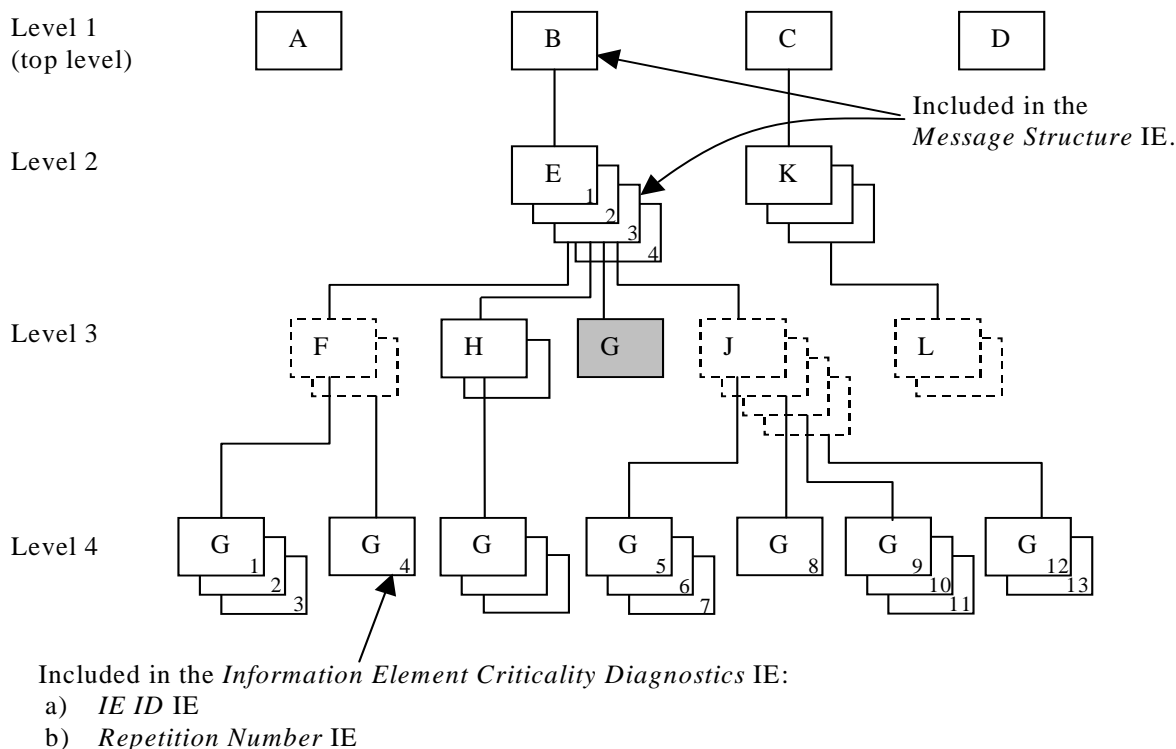 Level 1
(top level)
A
B
C
D
Included in the
Message Structure IE.
Level 2
E
1
2
3
4
K
Level 3
F
H
G
J
L
Level 4
G
1
2
3
G
4
G
G
5
6
7
G
8
G
9
10
11
G
12
13
Included in the Information Element Criticality Diagnostics IE:
a) IE ID IE
b) Repetition Number IE